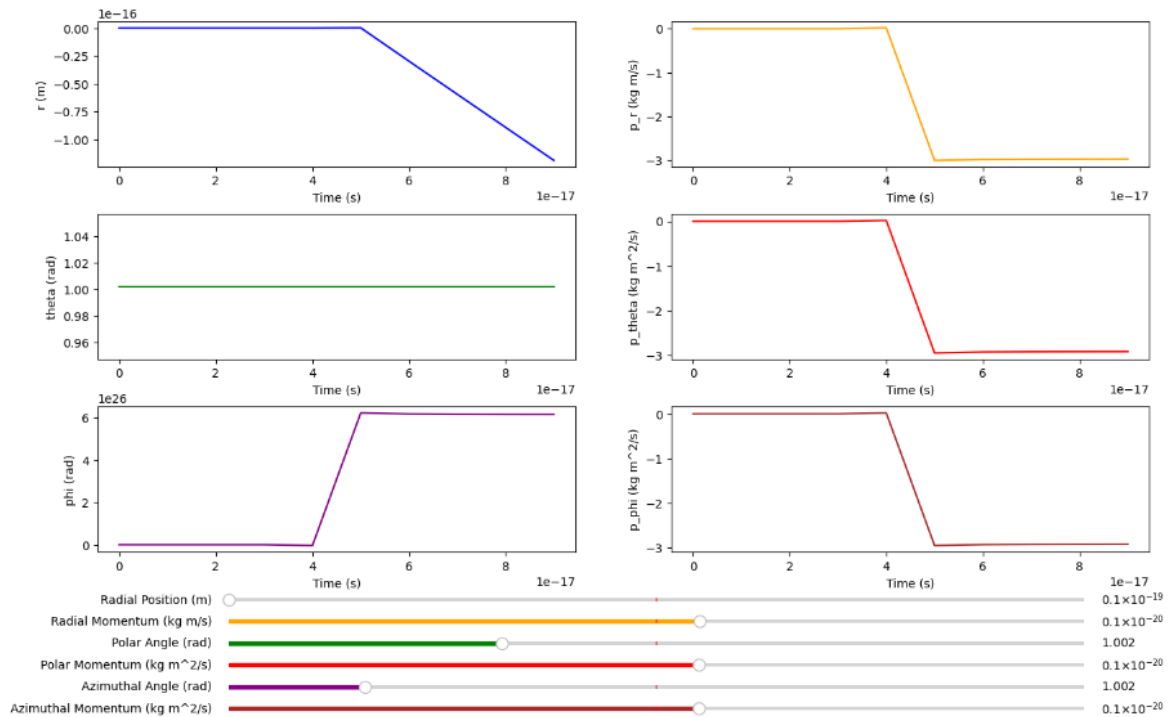 1e−16
r (m)
0.00
−0.25
−0.50
−0.75
−1.00
0 2 4 6 8
Time (s)
1e−17
p_r (kg m/s)
0
−1
−2
−3
0 2 4 6 8
Time (s)
1e−17
theta (rad)
1.04
1.02
1.00
0.98
0.96
0 2 4 6 8
Time (s)
1e−17
p_theta (kg m^2/s)
0
−1
−2
−3
0 2 4 6 8
Time (s)
1e−17
1e26
phi (rad)
6
4
2
0
0 2 4 6 8
Time (s)
1e−17
p_phi (kg m^2/s)
0
−1
−2
−3
0 2 4 6 8
Time (s)
1e−17
Radial Position (m) 0.1×10⁻¹⁹
Radial Momentum (kg m/s) 0.1×10⁻²⁰
Polar Angle (rad) 1.002
Polar Momentum (kg m^2/s) 0.1×10⁻²⁰
Azimuthal Angle (rad) 1.002
Azimuthal Momentum (kg m^2/s) 0.1×10⁻²⁰